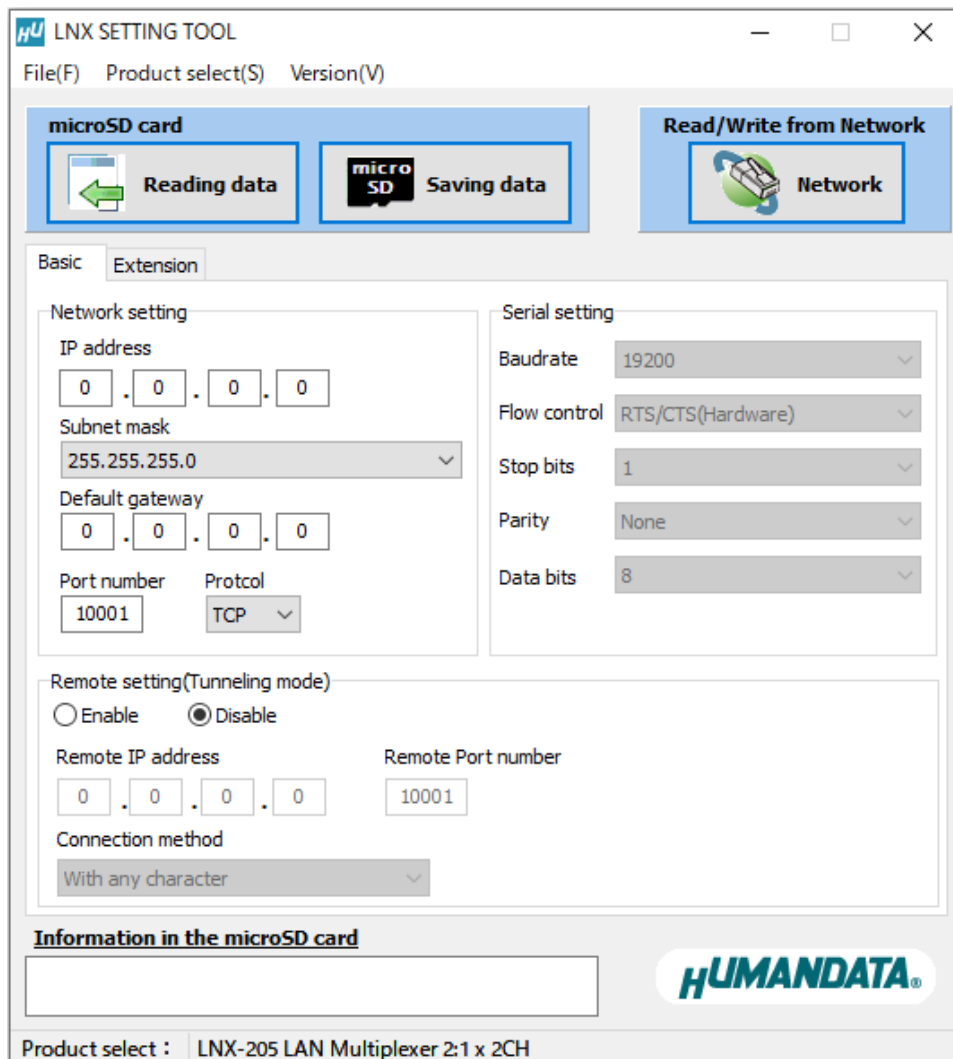 HU LNX SETTING TOOL
File(F) Product select(S) Version(V)
microSD card
Reading data
micro
SD
Saving data
Read/Write from Network
Network
Basic Extension
Network setting
IP address
0 . 0 . 0 . 0
Subnet mask
255.255.255.0
Default gateway
0 . 0 . 0 . 0
Port number Protcol
10001 TCP
Serial setting
Baudrate 19200
Flow control RTS/CTS(Hardware)
Stop bits 1
Parity None
Data bits 8
Remote setting(Tunneling mode)
Enable Disable
Remote IP address Remote Port number
0 . 0 . 0 . 0 10001
Connection method
With any character
Information in the microSD card
HUMANDATA®
Product select : LNX-205 LAN Multiplexer 2:1 x 2CH